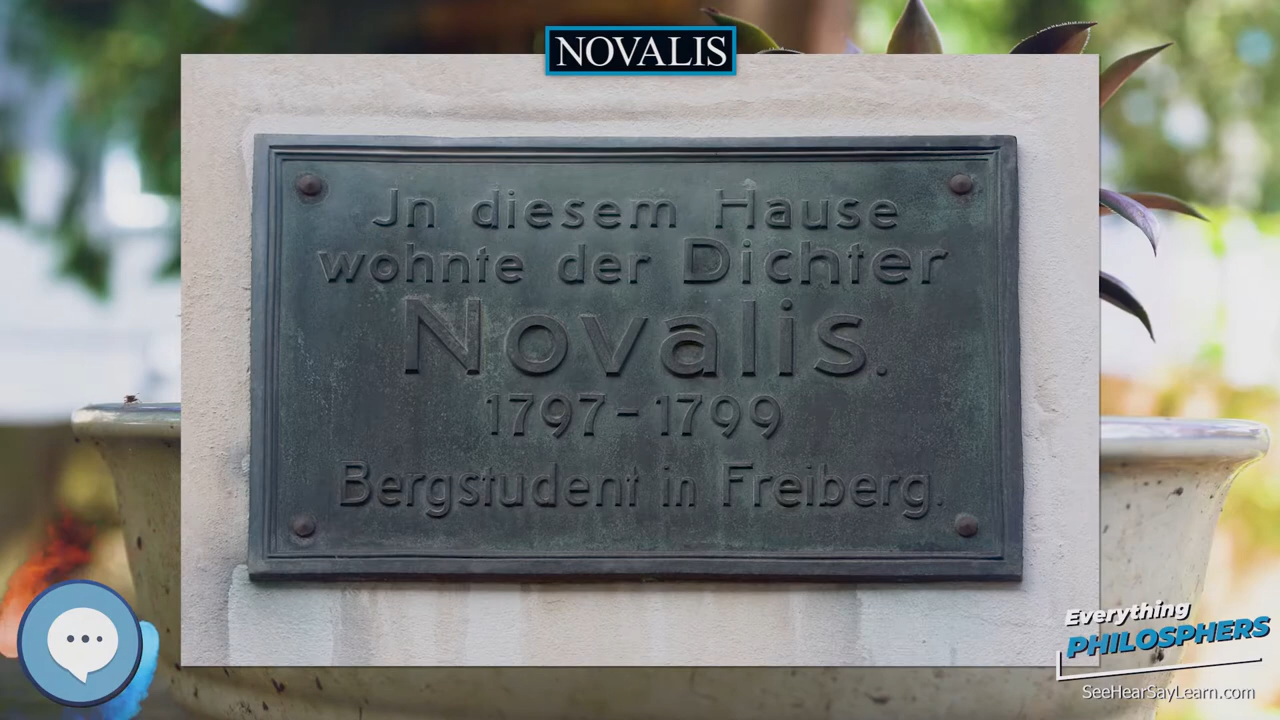 NOVALIS
Jn diesem Hause
wohnte der Dichter
Novalis.
1797-1799
Bergstudent in Freiberg.
Everything
PHILOSPHERS
SeeHearSayLearn.com